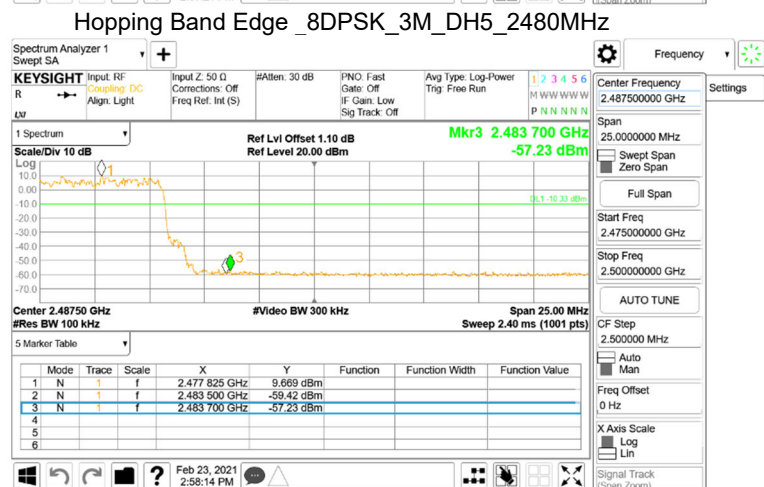 Hopping Band Edge _8DPSK_3M_DH5_2480MHz
Spectrum Analyzer 1
Swept SA
Frequency
Settings
KEYSIGHT
R
Input: RF
Coupling: DC
Align: Light
Input Z: 50 Ω
Corrections: Off
Freq Ref: Int (S)
#Atten: 30 dB
PNO: Fast
Gate: Off
IF Gain: Low
Sig Track: Off
Avg Type: Log-Power
Trig: Free Run
1 2 3 4 5 6
M W W W W W
P N N N N N
LXI
1 Spectrum
Scale/Div 10 dB
Ref Lvl Offset 1.10 dB
Ref Level 20.00 dBm
Mkr3 2.483 700 GHz
-57.23 dBm
Log
10.0
0.00
-10.0
-20.0
-30.0
-40.0
-50.0
-60.0
-70.0
1
3
DL1 -10.33 dBm
Center 2.48750 GHz
#Res BW 100 kHz
#Video BW 300 kHz
Span 25.00 MHz
Sweep 2.40 ms (1001 pts)
5 Marker Table
Mode Trace Scale X Y Function Function Width Function Value
1 N 1 f 2.477 825 GHz 9.669 dBm
2 N 1 f 2.483 500 GHz -59.42 dBm
3 N 1 f 2.483 700 GHz -57.23 dBm
4
5
6
?
Feb 23, 2021
2:58:14 PM
Center Frequency
2.487500000 GHz
Span
25.0000000 MHz
Swept Span
Zero Span
Full Span
Start Freq
2.475000000 GHz
Stop Freq
2.500000000 GHz
AUTO TUNE
CF Step
2.500000 MHz
Auto
Man
Freq Offset
0 Hz
X Axis Scale
Log
Lin
Signal Track
(Span Zoom)